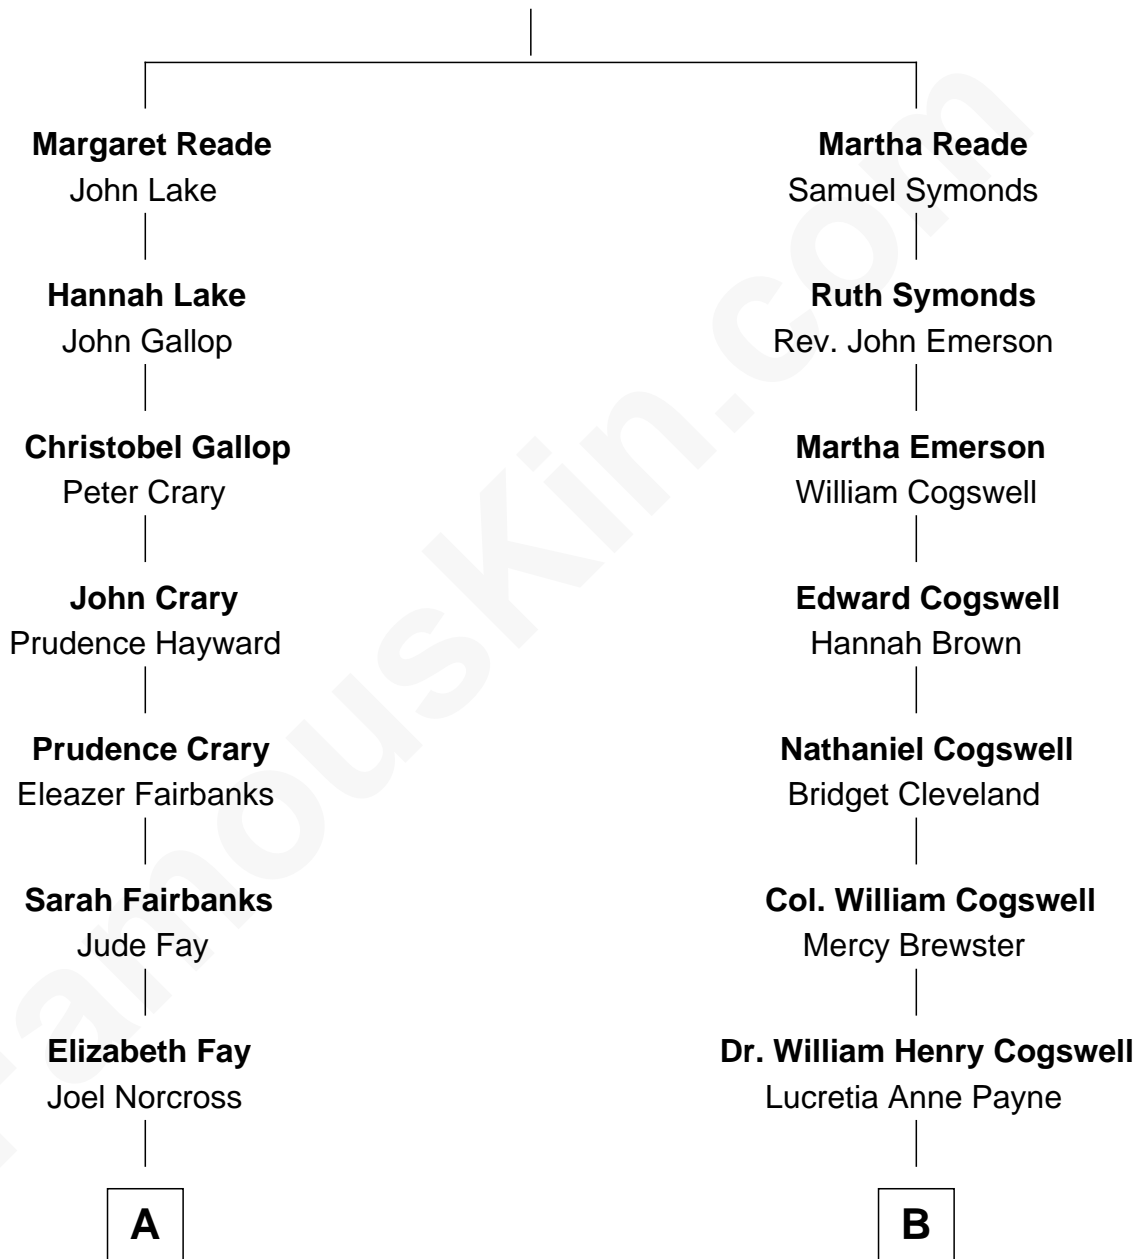 Margaret Reade
John Lake
Hannah Lake
John Gallop
Christobel Gallop
Peter Crary
John Crary
Prudence Hayward
Prudence Crary
Eleazer Fairbanks
Sarah Fairbanks
Jude Fay
Elizabeth Fay
Joel Norcross
A
Martha Reade
Samuel Symonds
Ruth Symonds
Rev. John Emerson
Martha Emerson
William Cogswell
Edward Cogswell
Hannah Brown
Nathaniel Cogswell
Bridget Cleveland
Col. William Cogswell
Mercy Brewster
Dr. William Henry Cogswell
Lucretia Anne Payne
B
FamousKin.com